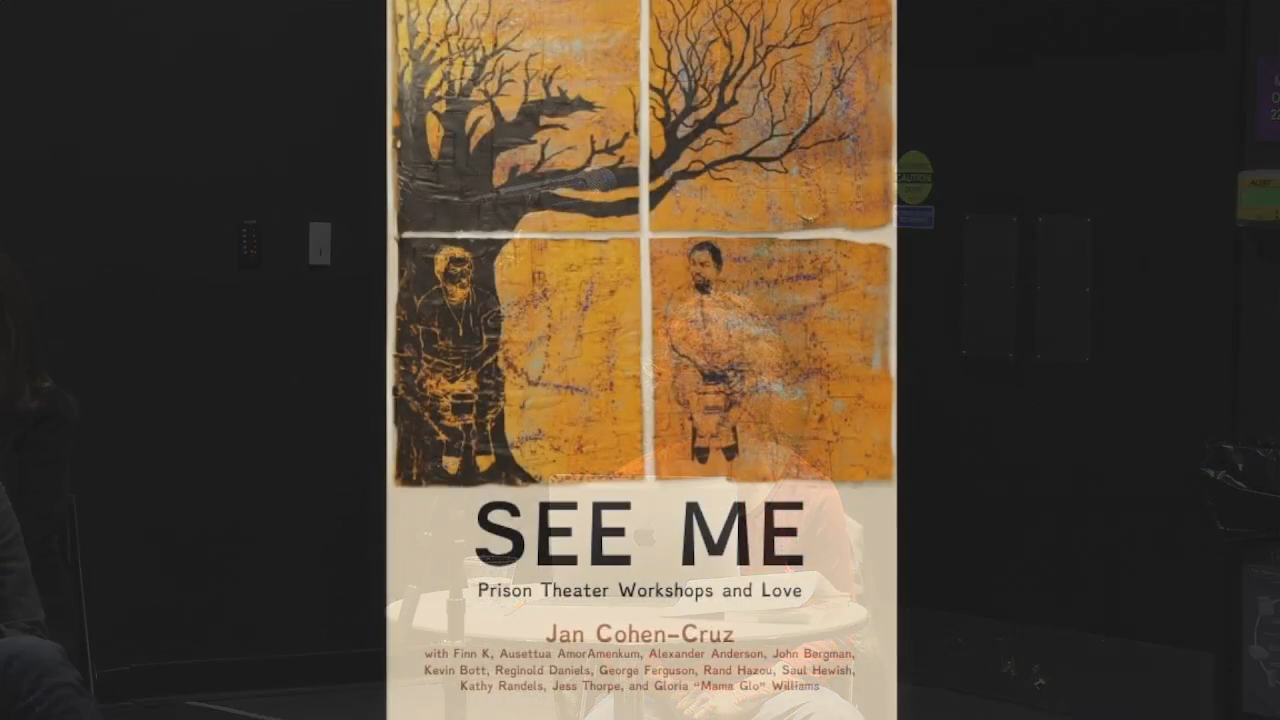 CAUTION
SEE ME
Prison Theater Workshops and Love
Jan Cohen-Cruz
with Finn K, Ausettua AmorAmenkum, Alexander Anderson, John Bergman,
Kevin Bott, Reginold Daniels, George Ferguson, Rand Hazou, Saul Hewish,
Kathy Randels, Jess Thorpe, and Gloria "Mama Glo" Williams